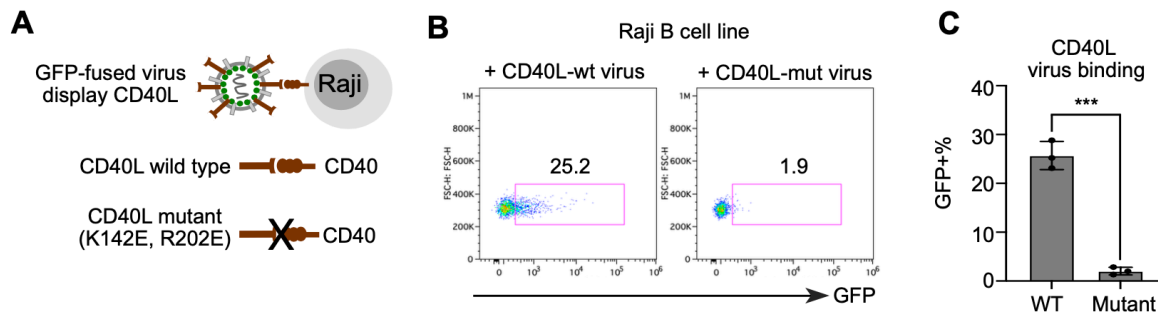 A
GFP-fused virus
display CD40L
Raji
CD40L wild type
CD40
CD40L mutant
(K142E, R202E)
X
CD40
B
Raji B cell line
+ CD40L-wt virus
+ CD40L-mut virus
FSC-H: FSC-H
1M
800K
600K
400K
200K
25.2
0 10³ 10⁴ 10⁵ 10⁶
FSC-H: FSC-H
1M
800K
600K
400K
200K
1.9
0 10³ 10⁴ 10⁵ 10⁶
GFP
C
CD40L
virus binding
***
GFP+%
40
30
20
10
0
WT Mutant